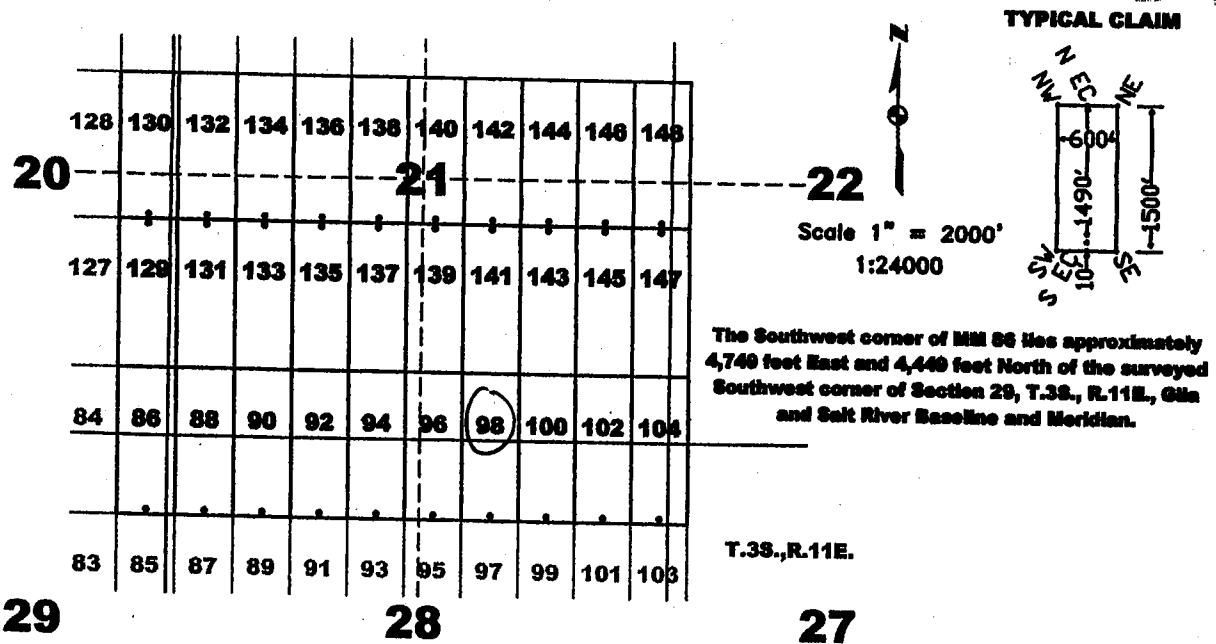 TYPICAL CLAIM
N
N EC
NW
NE
600'
1490'
1500'
10'
SW
S EC
SE
128 130 132 134 136 138 140 142 144 146 148
20
21
22
Scale 1" = 2000'
1:24000
127 129 131 133 135 137 139 141 143 145 147
The Southwest corner of MM 86 lies approximately
4,740 feet East and 4,440 feet North of the surveyed
Southwest corner of Section 29, T.3S., R.11E., Gila
and Salt River Baseline and Meridian.
84 86 88 90 92 94 96 98 100 102 104
T.3S.,R.11E.
83 85 87 89 91 93 95 97 99 101 103
29
28
27